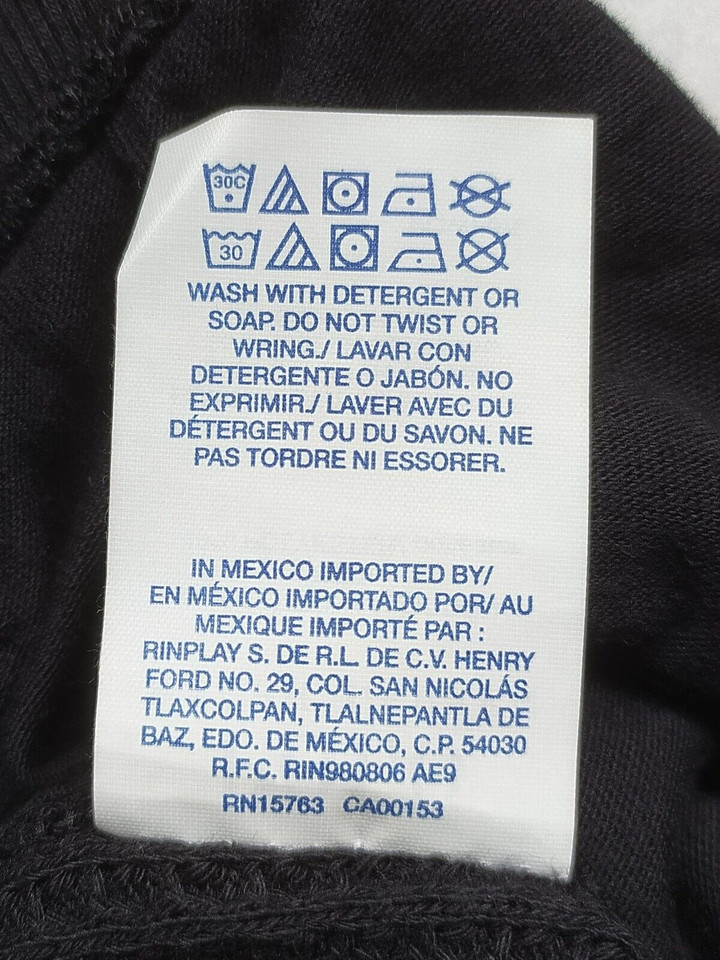 30C
30
WASH WITH DETERGENT OR
SOAP. DO NOT TWIST OR
WRING./ LAVAR CON
DETERGENTE O JABÓN. NO
EXPRIMIR./ LAVER AVEC DU
DÉTERGENT OU DU SAVON. NE
PAS TORDRE NI ESSORER.
IN MEXICO IMPORTED BY/
EN MÉXICO IMPORTADO POR/ AU
MEXIQUE IMPORTÉ PAR :
RINPLAY S. DE R.L. DE C.V. HENRY
FORD NO. 29, COL. SAN NICOLÁS
TLAXCOLPAN, TLALNEPANTLA DE
BAZ, EDO. DE MÉXICO, C.P. 54030
R.F.C. RIN980806 AE9
RN15763 CA00153